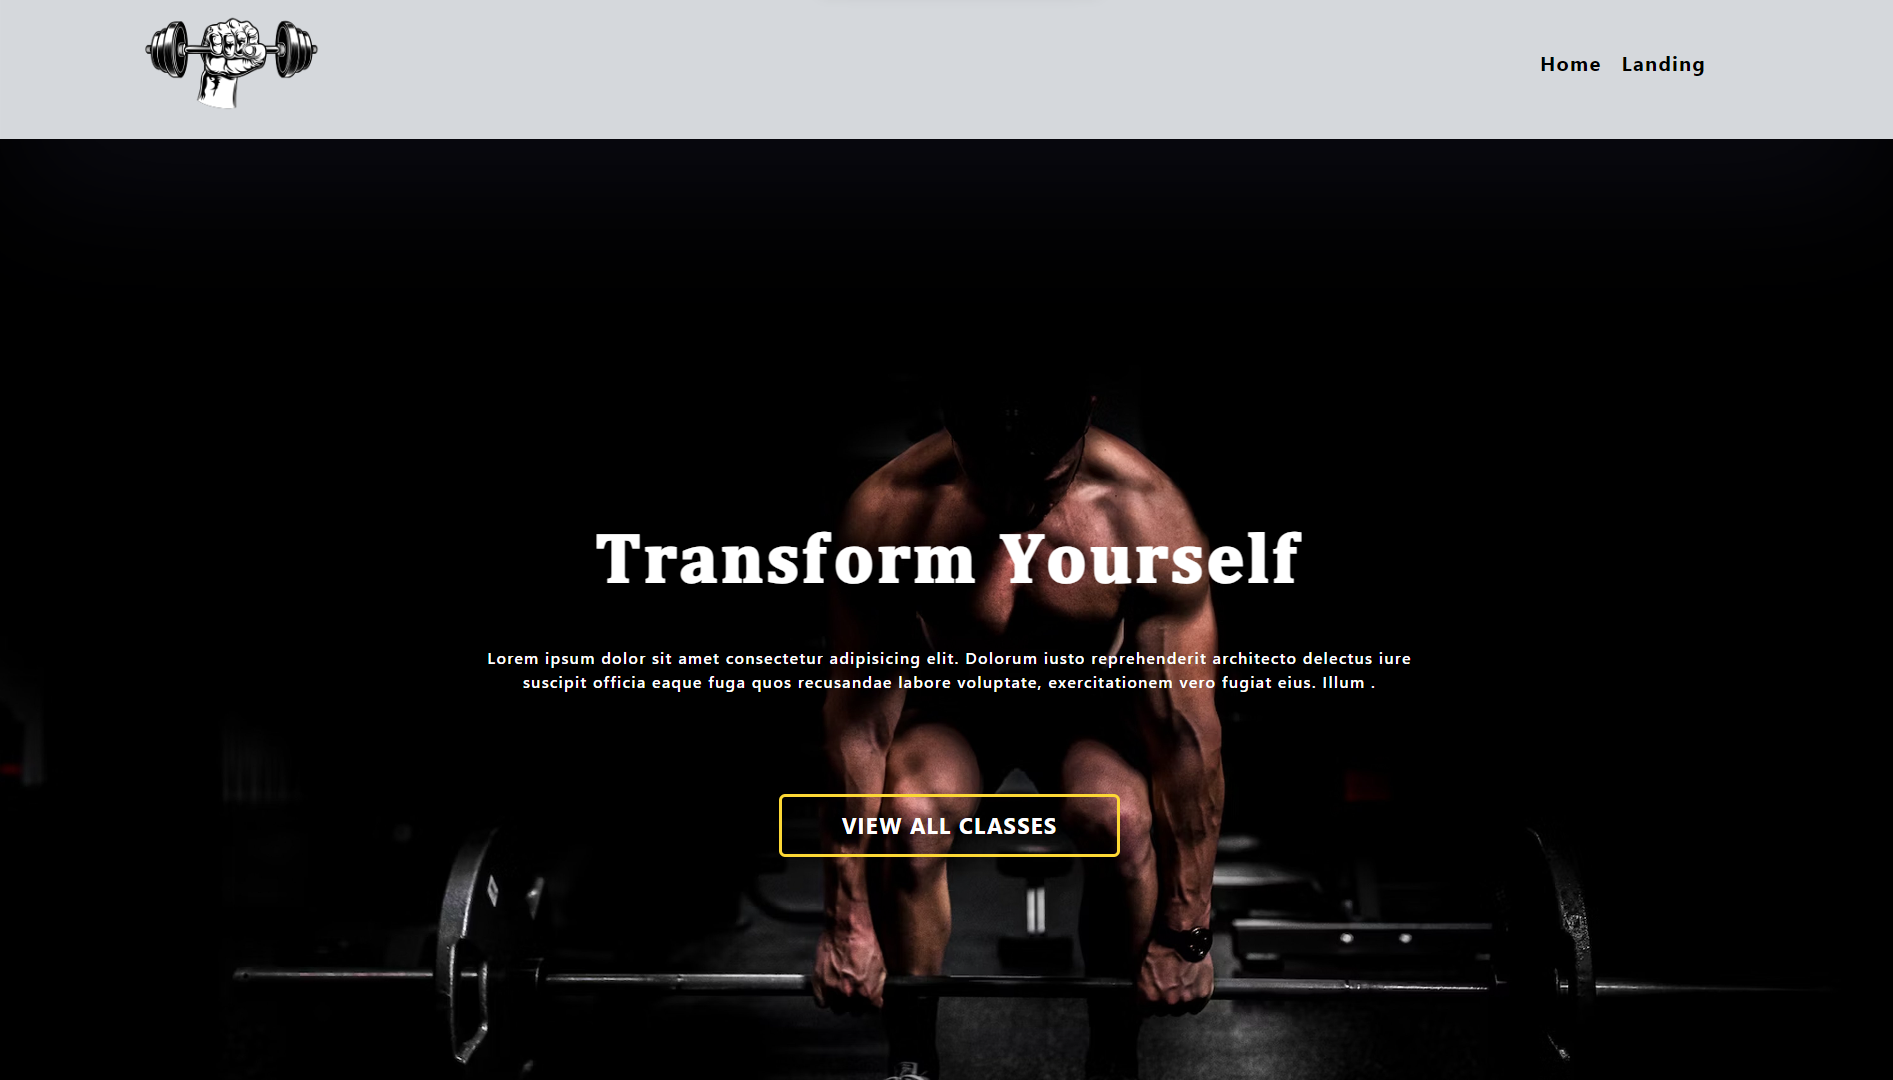 Home Landing
Transform Yourself
Lorem ipsum dolor sit amet consectetur adipisicing elit. Dolorum iusto reprehenderit architecto delectus iure
suscipit officia eaque fuga quos recusandae labore voluptate, exercitationem vero fugiat eius. Illum .
VIEW ALL CLASSES